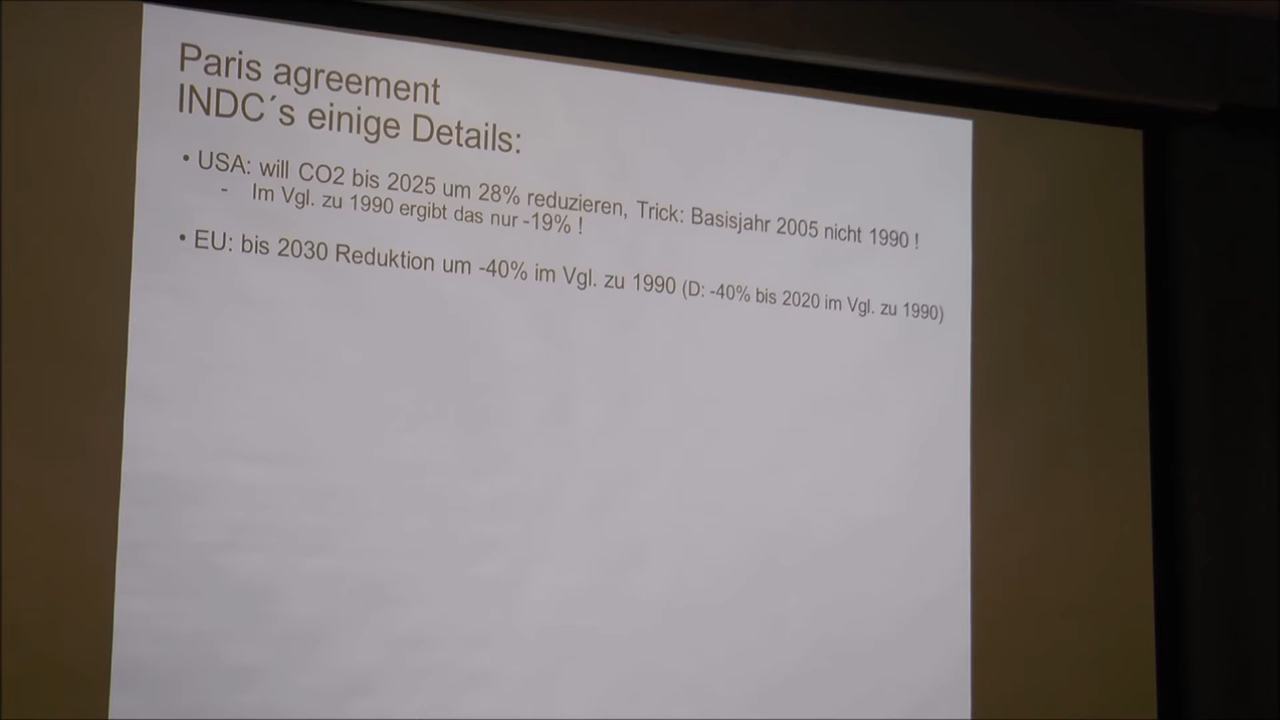 Paris agreement
INDC´s einige Details:
• USA: will CO2 bis 2025 um 28% reduzieren, Trick: Basisjahr 2005 nicht 1990 !
- Im Vgl. zu 1990 ergibt das nur -19% !
• EU: bis 2030 Reduktion um -40% im Vgl. zu 1990 (D: -40% bis 2020 im Vgl. zu 1990)